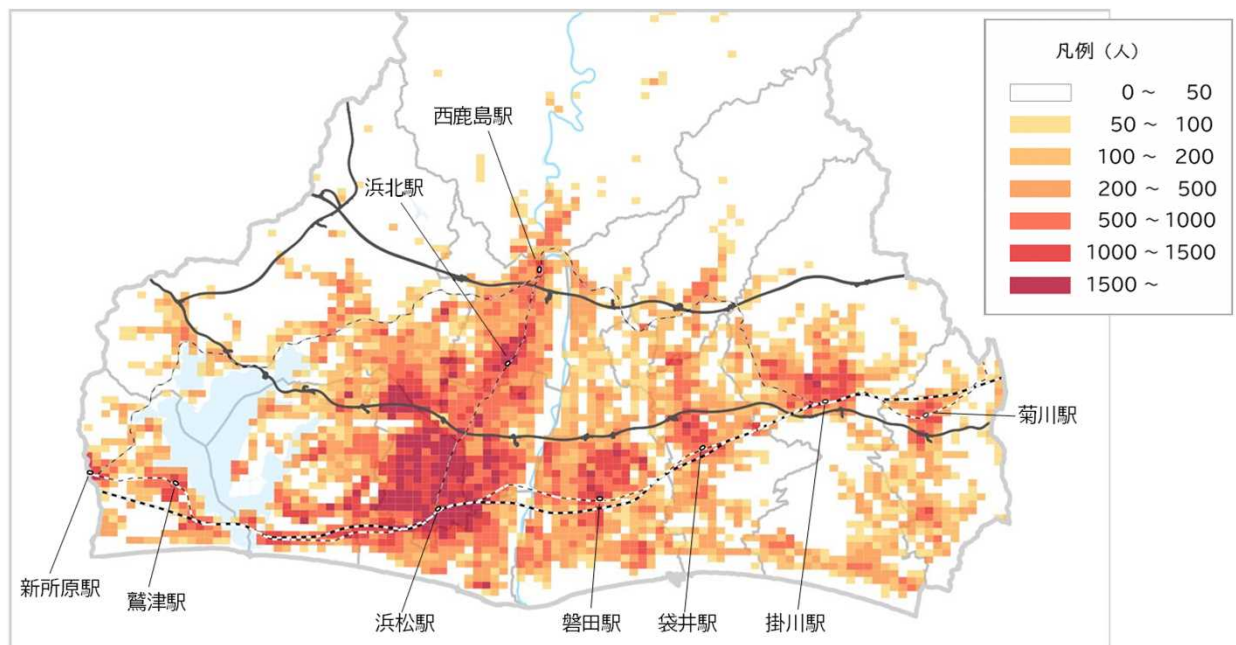 凡例（人）
0～ 50
50～ 100
100～ 200
200～ 500
500～1000
1000～1500
1500～
西鹿島駅
浜北駅
菊川駅
新所原駅
鷲津駅
浜松駅
磐田駅
袋井駅
掛川駅